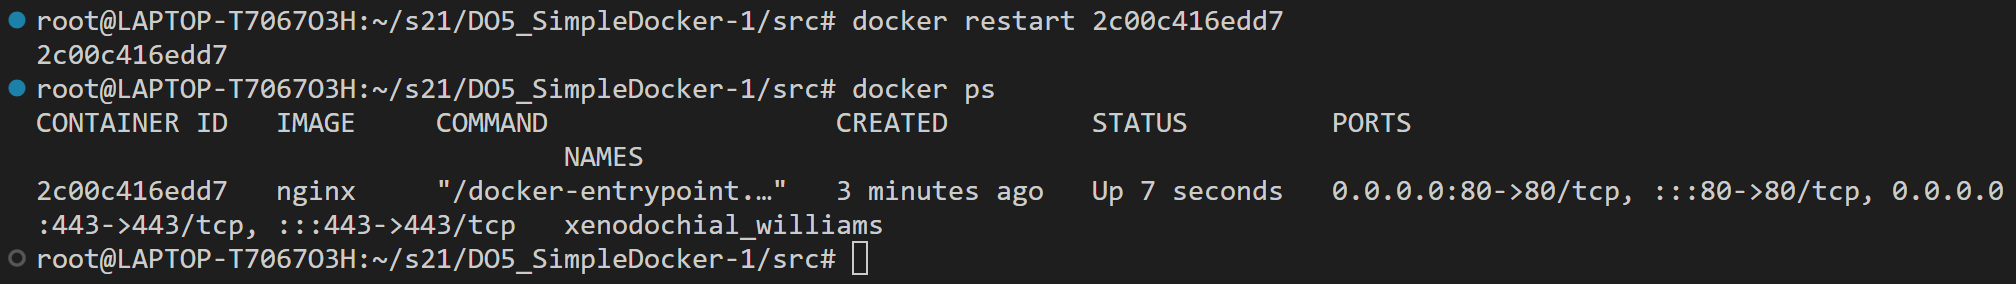 root@LAPTOP-T7067O3H:~/s21/DO5_SimpleDocker-1/src# docker restart 2c00c416edd7
2c00c416edd7
root@LAPTOP-T7067O3H:~/s21/DO5_SimpleDocker-1/src# docker ps
CONTAINER ID   IMAGE     COMMAND                  CREATED         STATUS         PORTS
                                 NAMES
2c00c416edd7   nginx     "/docker-entrypoint.…"   3 minutes ago   Up 7 seconds   0.0.0.0:80->80/tcp, :::80->80/tcp, 0.0.0.0
:443->443/tcp, :::443->443/tcp   xenodochial_williams
root@LAPTOP-T7067O3H:~/s21/DO5_SimpleDocker-1/src#